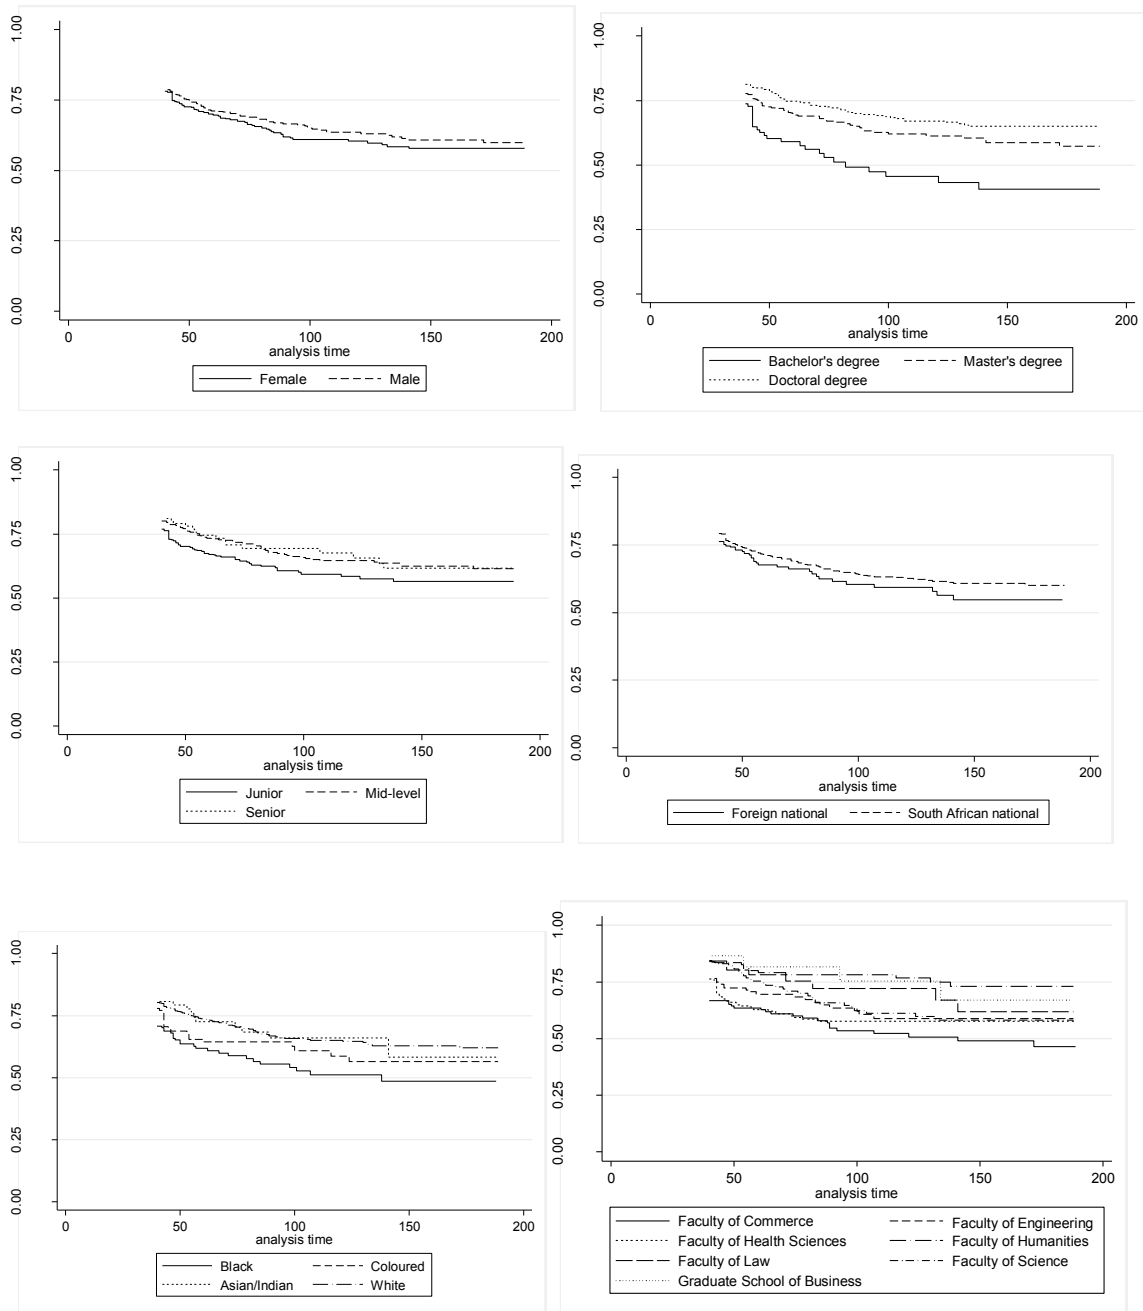 1.00
0.75
0.50
0.25
0.00
0 50 100 150 200
analysis time
Female Male
1.00
0.75
0.50
0.25
0.00
0 50 100 150 200
analysis time
Bachelor's degree Master's degree
Doctoral degree
1.00
0.75
0.50
0.25
0.00
0 50 100 150 200
analysis time
Junior Mid-level
Senior
1.00
0.75
0.50
0.25
0.00
0 50 100 150 200
analysis time
Foreign national South African national
1.00
0.75
0.50
0.25
0.00
0 50 100 150 200
analysis time
Black Coloured
Asian/Indian White
1.00
0.75
0.50
0.25
0.00
0 50 100 150 200
analysis time
Faculty of Commerce Faculty of Engineering
Faculty of Health Sciences Faculty of Humanities
Faculty of Law Faculty of Science
Graduate School of Business